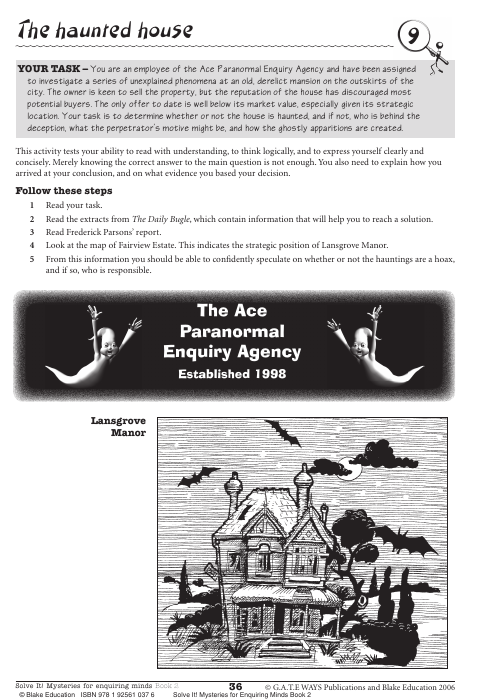 The haunted house
9
YOUR TASK – You are an employee of the Ace Paranormal Enquiry Agency and have been assigned
to investigate a series of unexplained phenomena at an old, derelict mansion on the outskirts of the
city. The owner is keen to sell the property, but the reputation of the house has discouraged most
potential buyers. The only offer to date is well below its market value, especially given its strategic
location. Your task is to determine whether or not the house is haunted, and if not, who is behind the
deception, what the perpetrator's motive might be, and how the ghostly apparitions are created.
This activity tests your ability to read with understanding, to think logically, and to express yourself clearly and
concisely. Merely knowing the correct answer to the main question is not enough. You also need to explain how you
arrived at your conclusion, and on what evidence you based your decision.
Follow these steps
1 Read your task.
2 Read the extracts from The Daily Bugle, which contain information that will help you to reach a solution.
3 Read Frederick Parsons' report.
4 Look at the map of Fairview Estate. This indicates the strategic position of Lansgrove Manor.
5 From this information you should be able to confidently speculate on whether or not the hauntings are a hoax,
and if so, who is responsible.
The Ace
Paranormal
Enquiry Agency
Established 1998
Lansgrove
Manor
Solve It! Mysteries for enquiring minds Book 2
36
© G.A.T.E WAYS Publications and Blake Education 2006
© Blake Education ISBN 978 1 92561 037 6 Solve It! Mysteries for Enquiring Minds Book 2